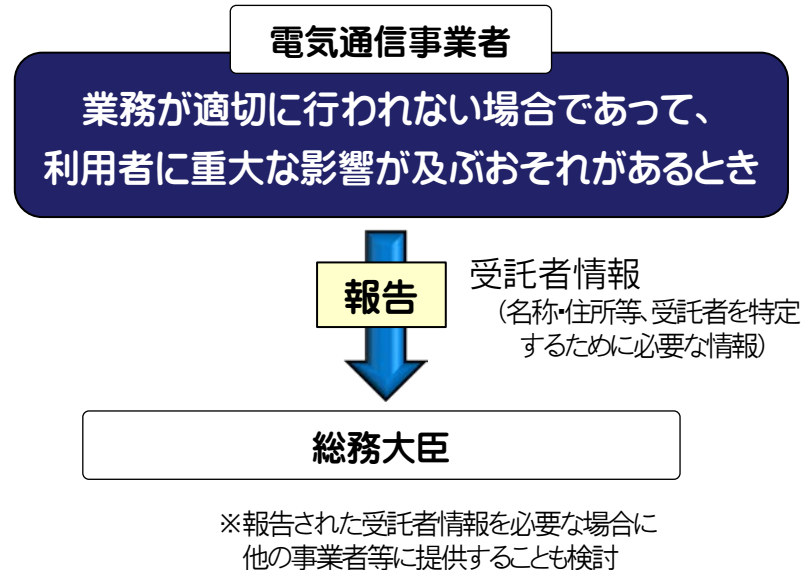 電気通信事業者
業務が適切に行われない場合であって、
利用者に重大な影響が及ぶおそれがあるとき
報告
受託者情報
（名称・住所等、受託者を特定
するために必要な情報）
総務大臣
※報告された受託者情報を必要な場合に
他の事業者等に提供することも検討